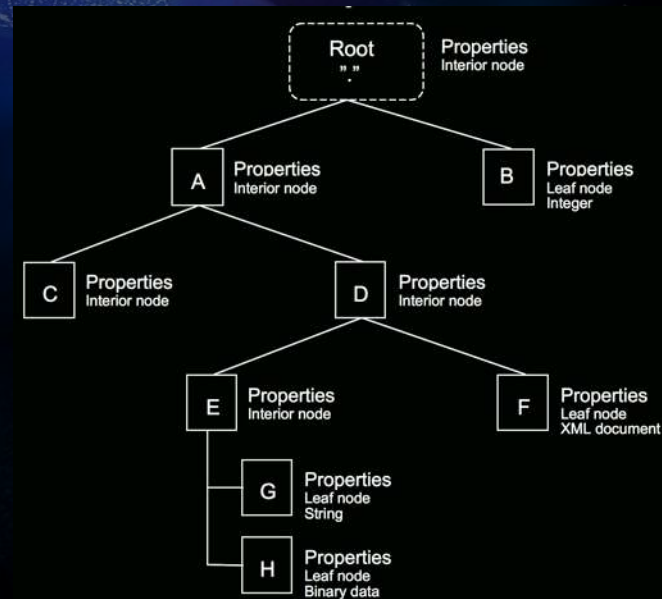 Root
"."
Properties
Interior node
A
Properties
Interior node
B
Properties
Leaf node
Integer
C
Properties
Interior node
D
Properties
Interior node
E
Properties
Interior node
F
Properties
Leaf node
XML document
G
Properties
Leaf node
String
H
Properties
Leaf node
Binary data